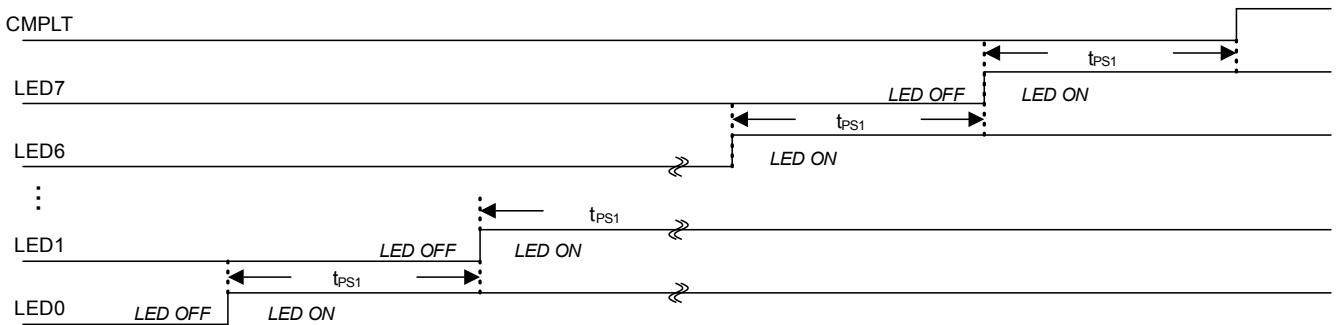 CMPLT
tPS1
LED7
LED OFF LED ON
tPS1
LED6
LED ON
⋮
tPS1
LED1
LED OFF LED ON
tPS1
LED0
LED OFF LED ON